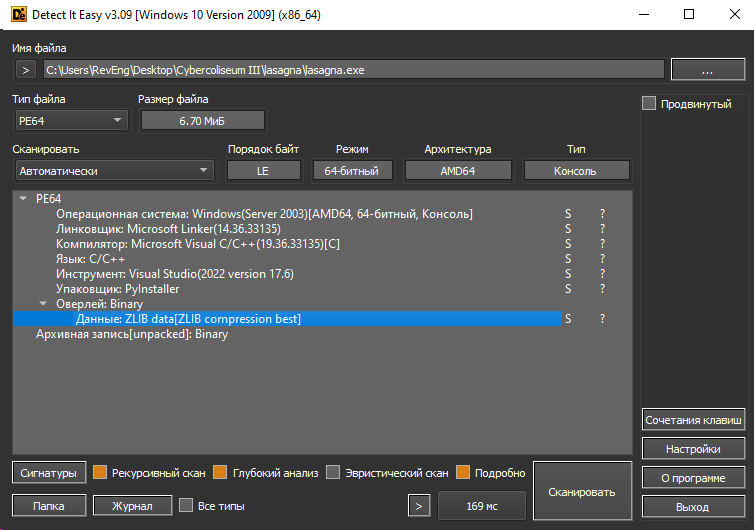 Detect It Easy v3.09 [Windows 10 Version 2009] (x86_64)
Имя файла
> C:\Users\RevEng\Desktop\Cybercoliseum III\lasagna\lasagna.exe ...
Тип файла Размер файла
PE64 6.70 МиБ
Продвинутый
Сканировать Порядок байт Режим Архитектура Тип
Автоматически LE 64-битный AMD64 Консоль
PE64
Операционная система: Windows(Server 2003)[AMD64, 64-битный, Консоль] S ?
Линковщик: Microsoft Linker(14.36.33135) S ?
Компилятор: Microsoft Visual C/C++(19.36.33135)[C] S ?
Язык: C/C++ S ?
Инструмент: Visual Studio(2022 version 17.6) S ?
Упаковщик: PyInstaller S ?
Оверлей: Binary
Данные: ZLIB data[ZLIB compression best] S ?
Архивная запись[unpacked]: Binary
Сочетания клавиш
Настройки
О программе
Выход
Сигнатуры Рекурсивный скан Глубокий анализ Эвристический скан Подробно Сканировать
Папка Журнал Все типы > 169 мс